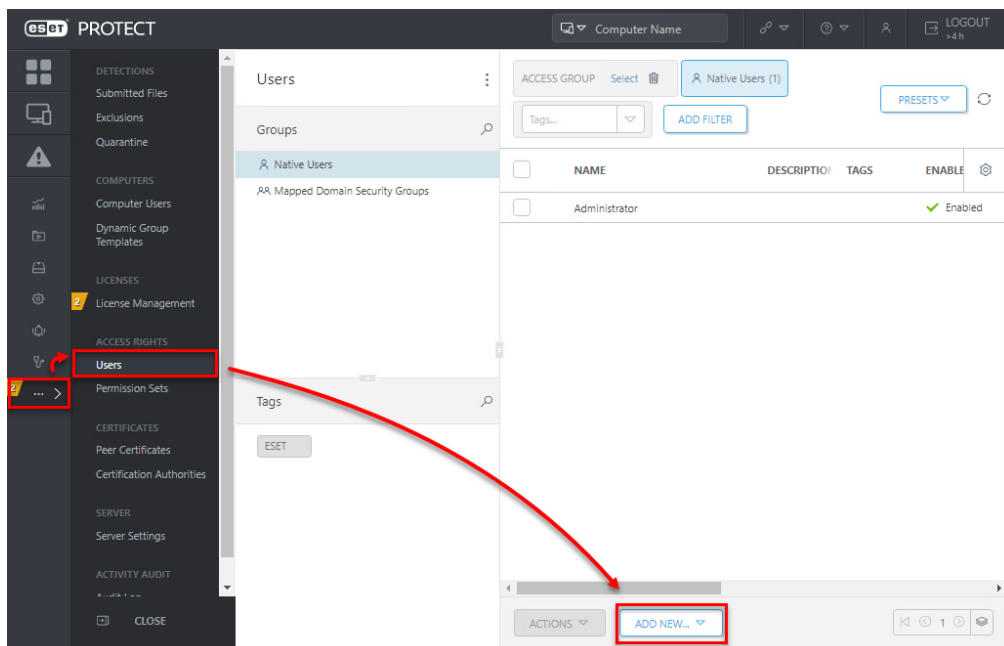 eset PROTECT
Computer Name
LOGOUT
>4 h
DETECTIONS
Submitted Files
Exclusions
Quarantine
COMPUTERS
Computer Users
Dynamic Group
Templates
LICENSES
2
License Management
ACCESS RIGHTS
Users
2
...
Permission Sets
CERTIFICATES
Peer Certificates
Certification Authorities
SERVER
Server Settings
ACTIVITY AUDIT
Audit Log
CLOSE
Users
Groups
Native Users
Mapped Domain Security Groups
Tags
ESET
ACCESS GROUP Select
Native Users (1)
PRESETS
Tags...
ADD FILTER
NAME DESCRIPTION TAGS ENABLE
Administrator Enabled
ACTIONS
ADD NEW...
1